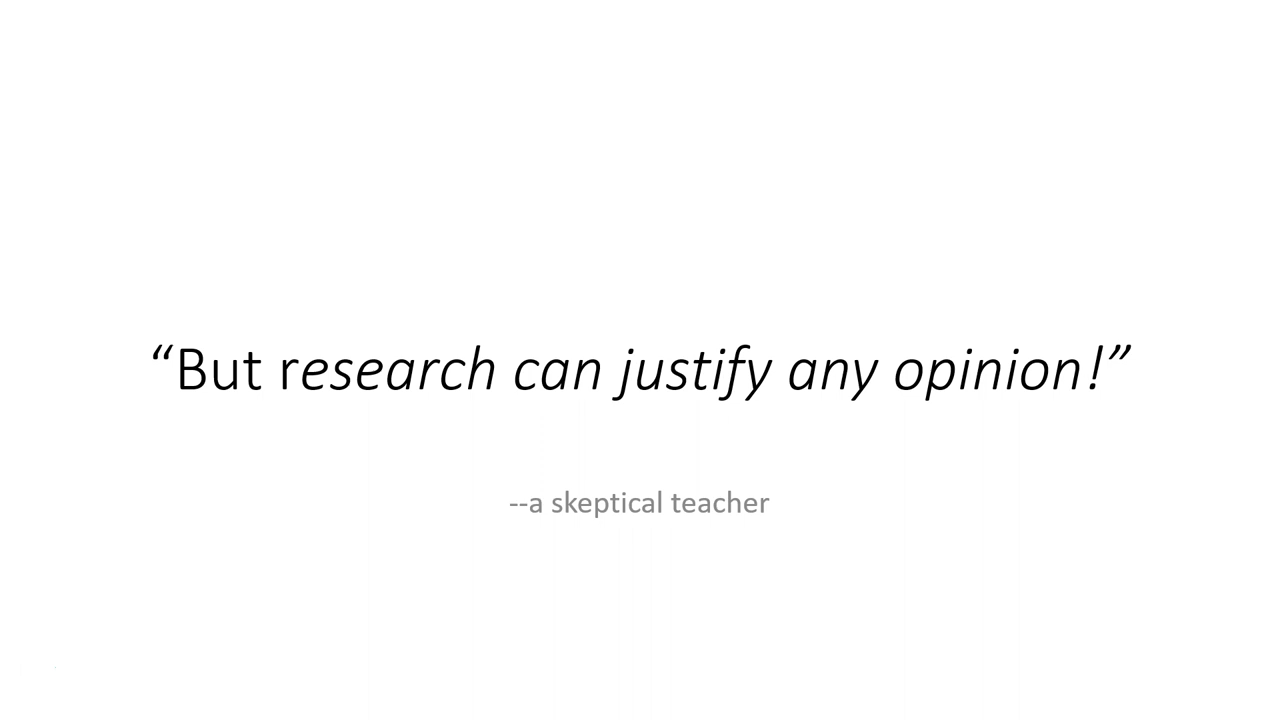 “But research can justify any opinion!”
--a skeptical teacher